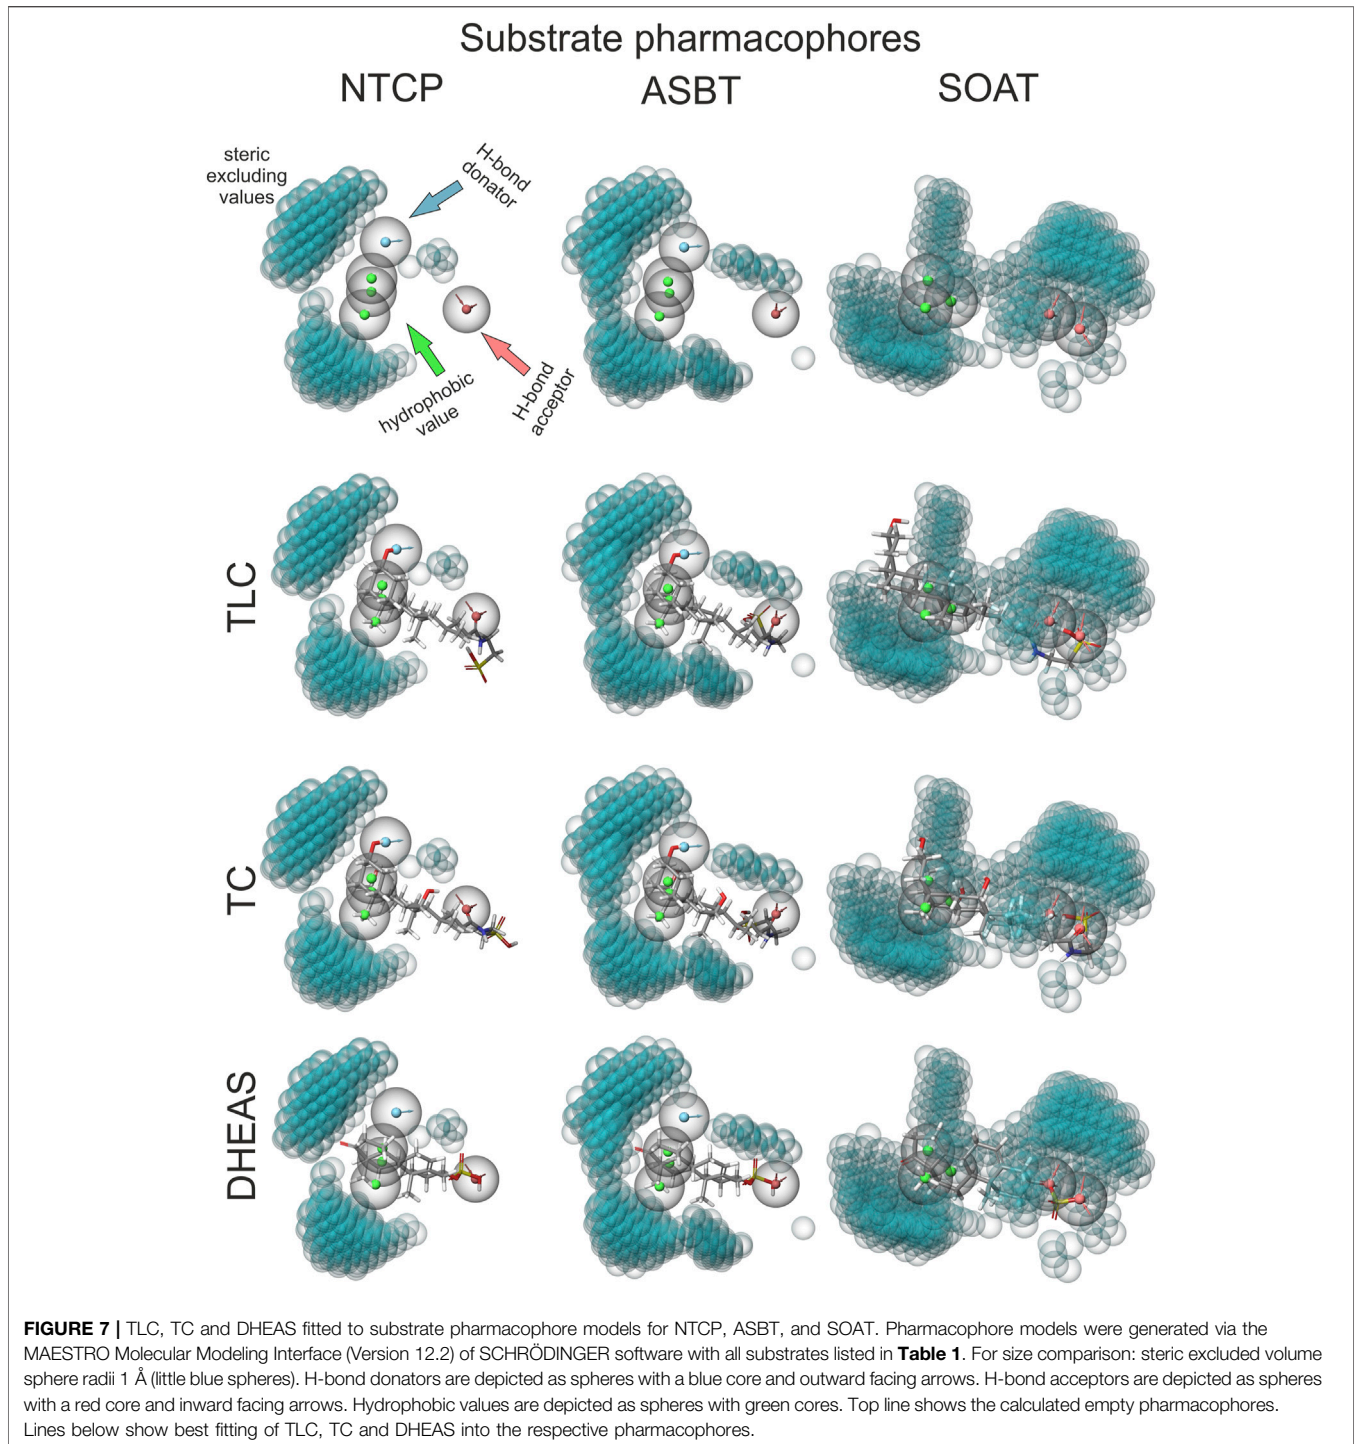 Substrate pharmacophores
NTCP
ASBT
SOAT
steric
excluding
values
H-bond
donator
hydrophobic
value
H-bond
acceptor
TLC
TC
DHEAS
FIGURE 7 | TLC, TC and DHEAS fitted to substrate pharmacophore models for NTCP, ASBT, and SOAT. Pharmacophore models were generated via the
MAESTRO Molecular Modeling Interface (Version 12.2) of SCHRÖDINGER software with all substrates listed in Table 1. For size comparison: steric excluded volume
sphere radii 1 Å (little blue spheres). H-bond donators are depicted as spheres with a blue core and outward facing arrows. H-bond acceptors are depicted as spheres
with a red core and inward facing arrows. Hydrophobic values are depicted as spheres with green cores. Top line shows the calculated empty pharmacophores.
Lines below show best fitting of TLC, TC and DHEAS into the respective pharmacophores.